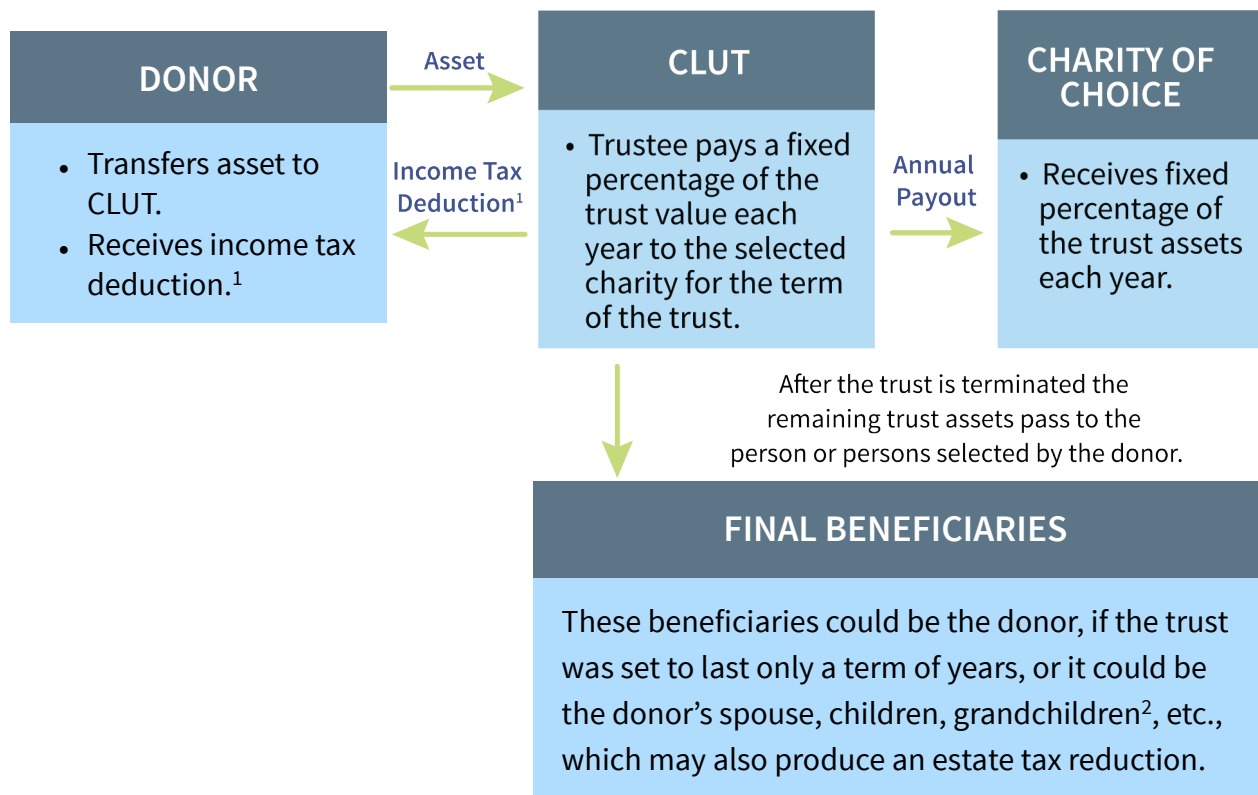 DONOR
• Transfers asset to
CLUT.
• Receives income tax
deduction.¹
Asset
Income Tax
Deduction¹
CLUT
• Trustee pays a fixed
percentage of the
trust value each
year to the selected
charity for the term
of the trust.
Annual
Payout
CHARITY OF
CHOICE
• Receives fixed
percentage of
the trust assets
each year.
After the trust is terminated the
remaining trust assets pass to the
person or persons selected by the donor.
FINAL BENEFICIARIES
These beneficiaries could be the donor, if the trust
was set to last only a term of years, or it could be
the donor’s spouse, children, grandchildren², etc.,
which may also produce an estate tax reduction.